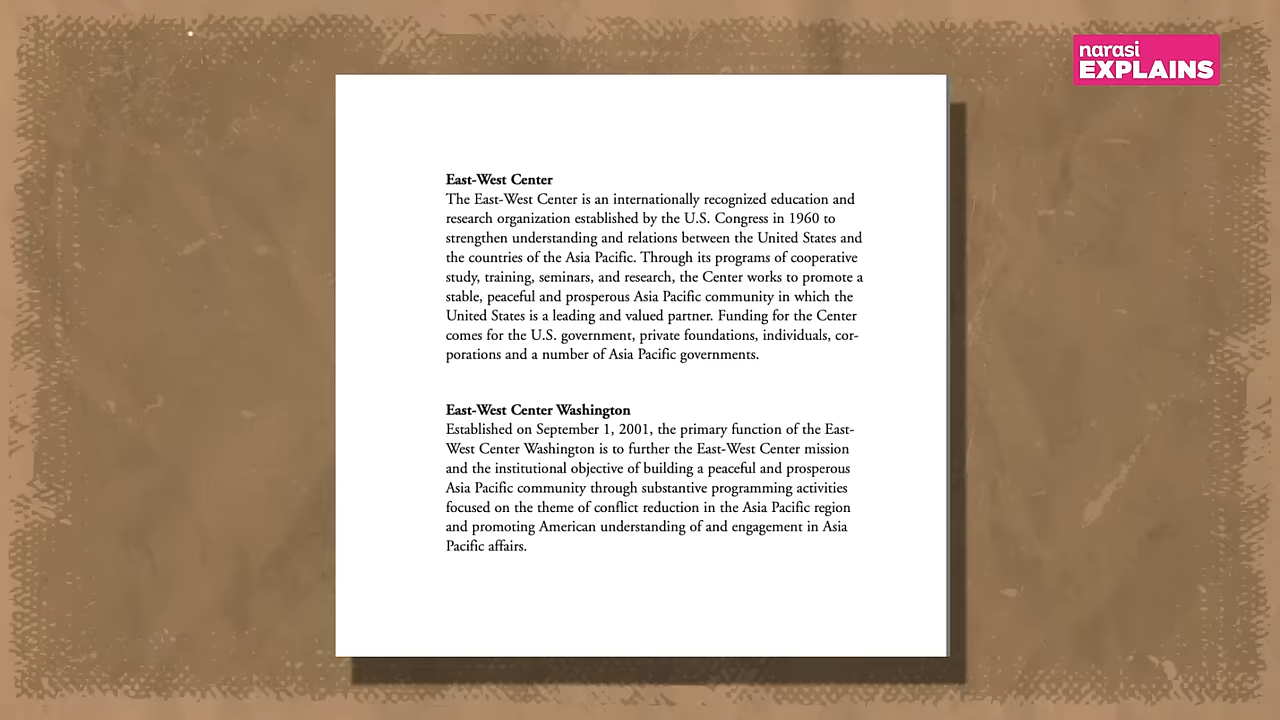 narasi
EXPLAINS
East-West Center
The East-West Center is an internationally recognized education and
research organization established by the U.S. Congress in 1960 to
strengthen understanding and relations between the United States and
the countries of the Asia Pacific. Through its programs of cooperative
study, training, seminars, and research, the Center works to promote a
stable, peaceful and prosperous Asia Pacific community in which the
United States is a leading and valued partner. Funding for the Center
comes for the U.S. government, private foundations, individuals, cor-
porations and a number of Asia Pacific governments.
East-West Center Washington
Established on September 1, 2001, the primary function of the East-
West Center Washington is to further the East-West Center mission
and the institutional objective of building a peaceful and prosperous
Asia Pacific community through substantive programming activities
focused on the theme of conflict reduction in the Asia Pacific region
and promoting American understanding of and engagement in Asia
Pacific affairs.